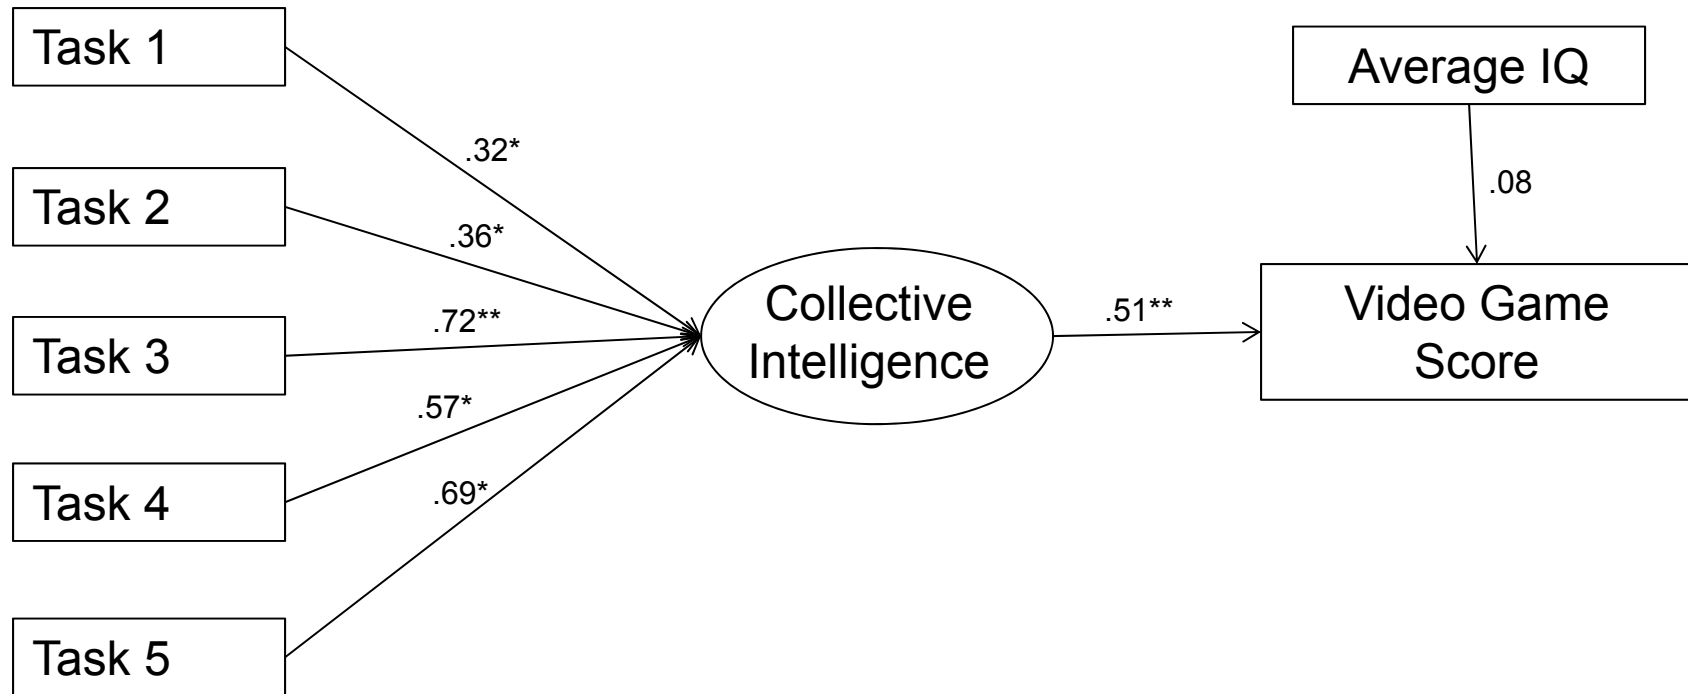 Task 1
Average IQ
.32*
Task 2
.08
.36*
Collective
Intelligence
Video Game
Score
.72**
.51**
Task 3
.57*
Task 4
.69*
Task 5